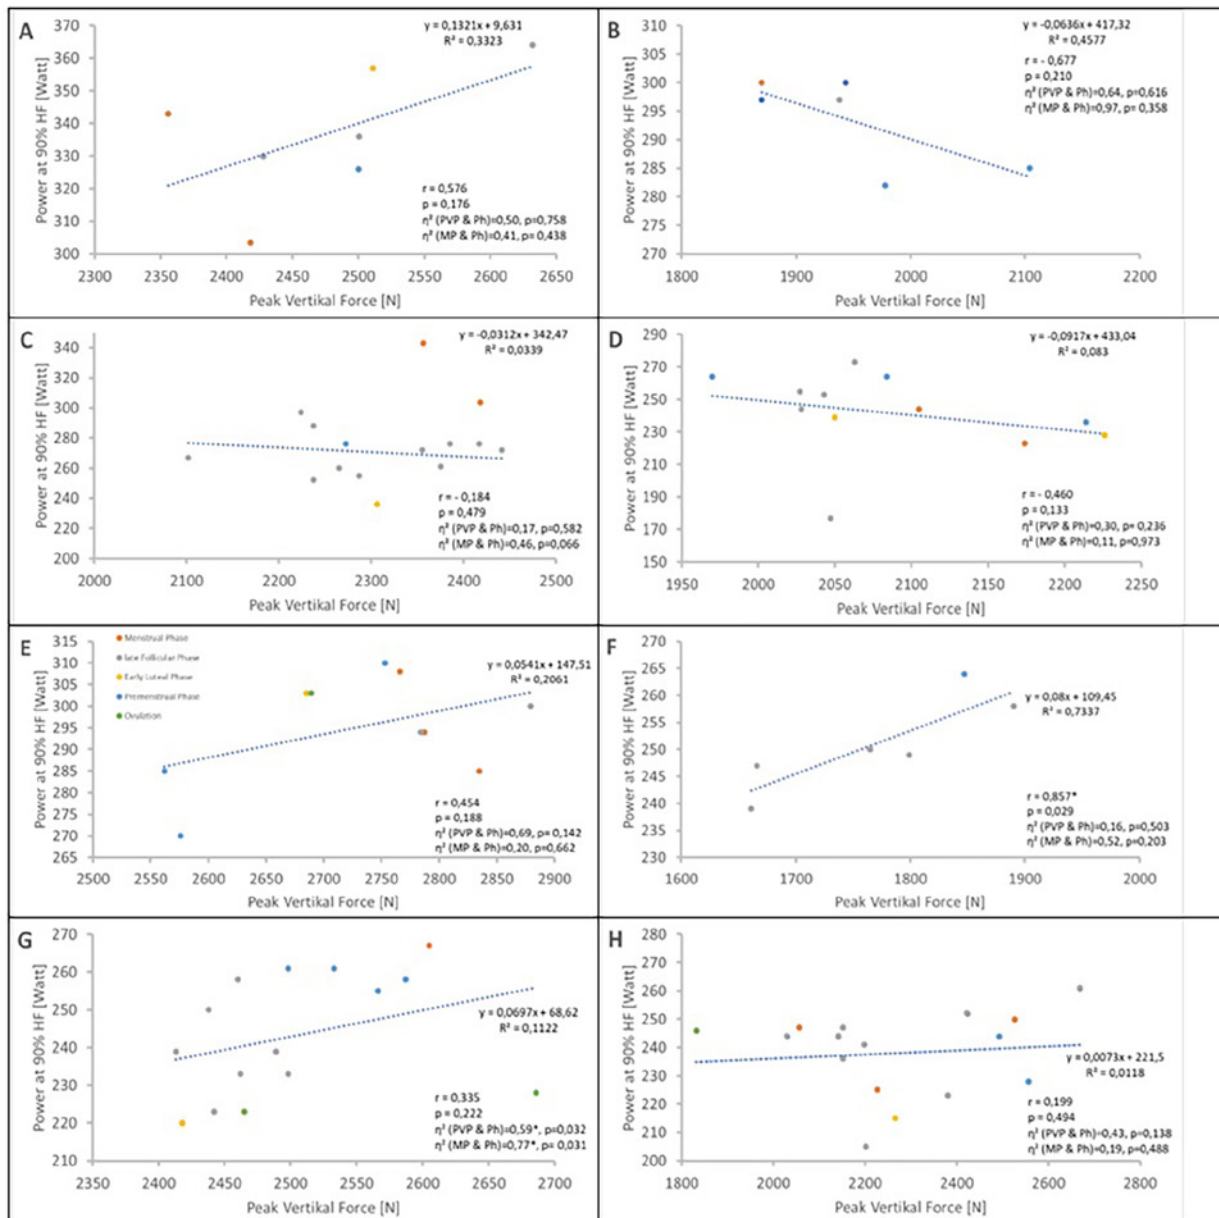 A
Power at 90% HF [Watt]
370
360
350
340
330
320
310
300
2300
2350
2400
2450
2500
2550
2600
2650
Peak Vertikal Force [N]
y = 0,1321x + 9,631
R² = 0,3323
r = 0,576
p = 0,176
η² (PVP & Ph)=0,50, p=0,758
η² (MP & Ph)=0,41, p= 0,438
B
Power at 90% HF [Watt]
310
305
300
295
290
285
280
275
270
1800
1900
2000
2100
2200
Peak Vertikal Force [N]
y = -0,0636x + 417,32
R² = 0,4577
r = - 0,677
p = 0,210
η² (PVP & Ph)=0,64, p=0,616
η² (MP & Ph)=0,97, p= 0,358
C
Power at 90% HF [Watt]
340
320
300
280
260
240
220
200
2000
2100
2200
2300
2400
2500
Peak Vertikal Force [N]
y = -0,0312x + 342,47
R² = 0,0339
r = - 0,184
p = 0,479
η² (PVP & Ph)=0,17, p=0,582
η² (MP & Ph)=0,46, p=0,066
D
Power at 90% HF [Watt]
290
270
250
230
210
190
170
150
1950
2000
2050
2100
2150
2200
2250
Peak Vertikal Force [N]
y = -0,0917x + 433,04
R² = 0,083
r = - 0,460
p = 0,133
η² (PVP & Ph)=0,30, p= 0,236
η² (MP & Ph)=0,11, p=0,973
E
Power at 90% HF [Watt]
315
310
305
300
295
290
285
280
275
270
265
2500
2550
2600
2650
2700
2750
2800
2850
2900
Peak Vertikal Force [N]
Menstrual Phase
late Follicular Phase
Early Luteal Phase
Premenstrual Phase
Ovulation
y = 0,0541x + 147,51
R² = 0,2061
r = 0,454
p = 0,188
η² (PVP & Ph)=0,69, p= 0,142
η² (MP & Ph)=0,20, p=0,662
F
Power at 90% HF [Watt]
270
265
260
255
250
245
240
235
230
1600
1700
1800
1900
2000
Peak Vertikal Force [N]
y = 0,08x + 109,45
R² = 0,7337
r = 0,857*
p = 0,029
η² (PVP & Ph)=0,16, p=0,503
η² (MP & Ph)=0,52, p=0,203
G
Power at 90% HF [Watt]
270
260
250
240
230
220
210
2350
2400
2450
2500
2550
2600
2650
2700
Peak Vertikal Force [N]
y = 0,0697x + 68,62
R² = 0,1122
r = 0,335
p = 0,222
η² (PVP & Ph)=0,59*, p=0,032
η² (MP & Ph)=0,77*, p= 0,031
H
Power at 90% HF [Watt]
280
270
260
250
240
230
220
210
200
1800
2000
2200
2400
2600
2800
Peak Vertikal Force [N]
y = 0,0073x + 221,5
R² = 0,0118
r = 0,199
p = 0,494
η² (PVP & Ph)=0,43, p=0,138
η² (MP & Ph)=0,19, p=0,488